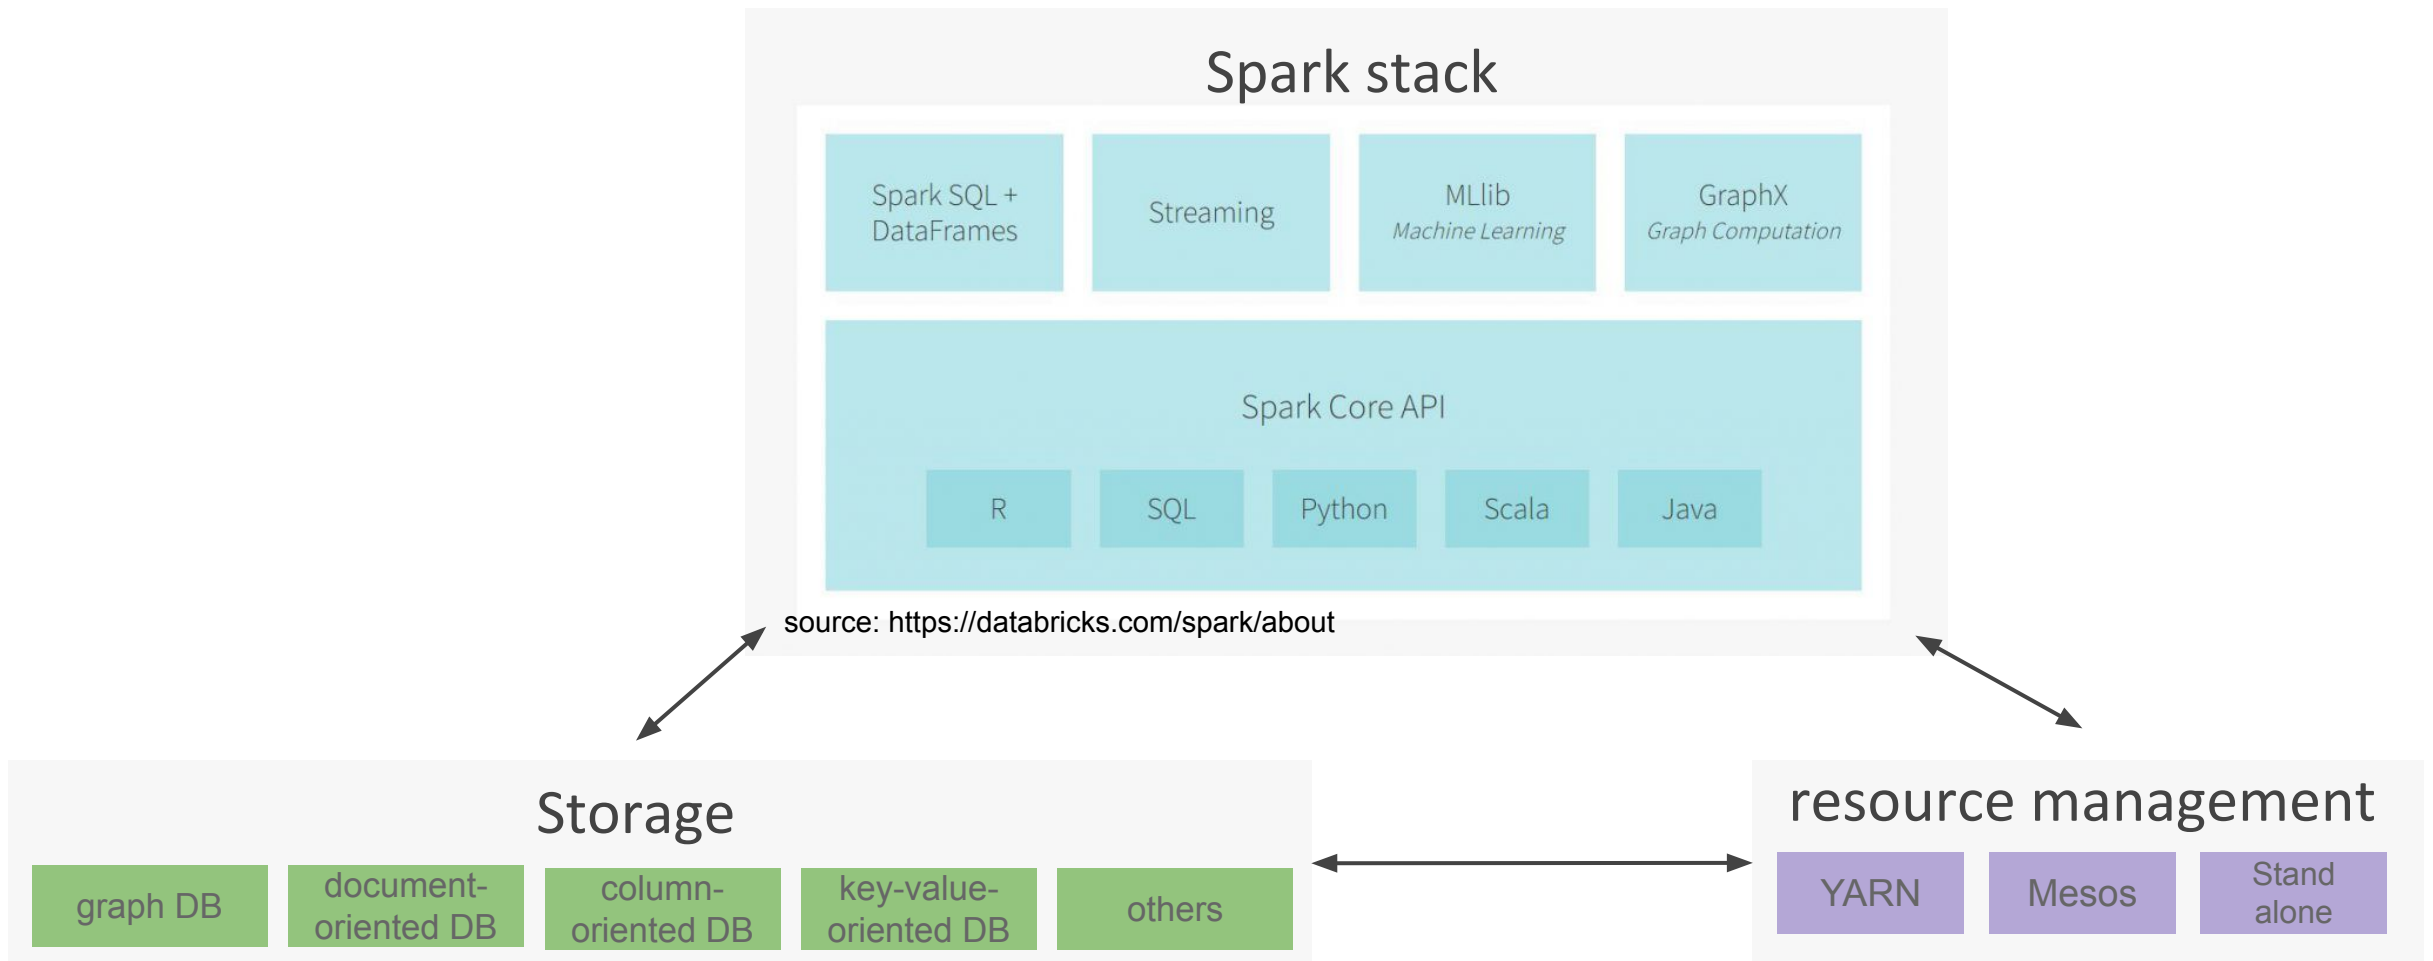 Spark stack
Spark SQL +
DataFrames
Streaming
MLlib
Machine Learning
GraphX
Graph Computation
Spark Core API
R
SQL
Python
Scala
Java
source: https://databricks.com/spark/about
Storage
graph DB
document-
oriented DB
column-
oriented DB
key-value-
oriented DB
others
resource management
YARN
Mesos
Stand
alone